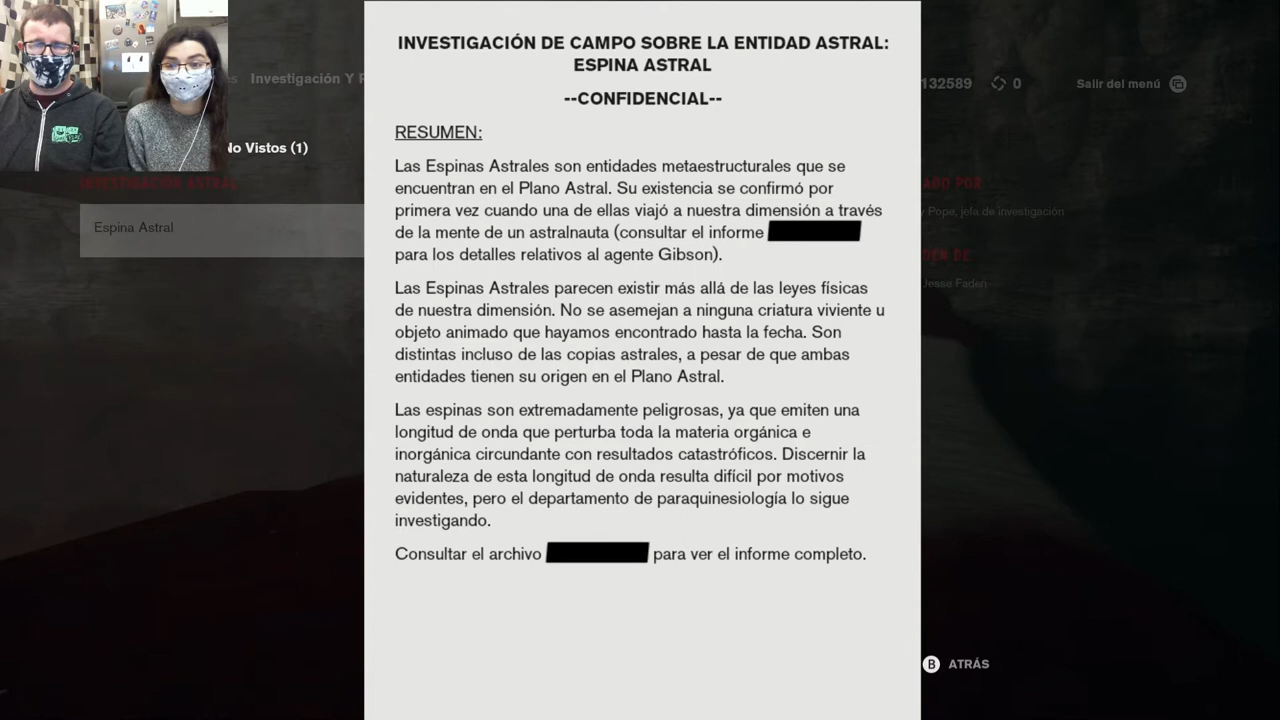 Investigación Y
132589
0
Salir del menú
No Vistos (1)
INVESTIGACIÓN ASTRAL
Espina Astral
INVESTIGACIÓN DE CAMPO SOBRE LA ENTIDAD ASTRAL:
ESPINA ASTRAL
--CONFIDENCIAL--
RESUMEN:
Las Espinas Astrales son entidades metaestructurales que se
encuentran en el Plano Astral. Su existencia se confirmó por
primera vez cuando una de ellas viajó a nuestra dimensión a través
de la mente de un astralnauta (consultar el informe
para los detalles relativos al agente Gibson).
Las Espinas Astrales parecen existir más allá de las leyes físicas
de nuestra dimensión. No se asemejan a ninguna criatura viviente u
objeto animado que hayamos encontrado hasta la fecha. Son
distintas incluso de las copias astrales, a pesar de que ambas
entidades tienen su origen en el Plano Astral.
Las espinas son extremadamente peligrosas, ya que emiten una
longitud de onda que perturba toda la materia orgánica e
inorgánica circundante con resultados catastróficos. Discernir la
naturaleza de esta longitud de onda resulta difícil por motivos
evidentes, pero el departamento de paraquinesiología lo sigue
investigando.
Consultar el archivo para ver el informe completo.
POR
Pope, jefa de investigación
DE
Jesse Faden
B ATRÁS